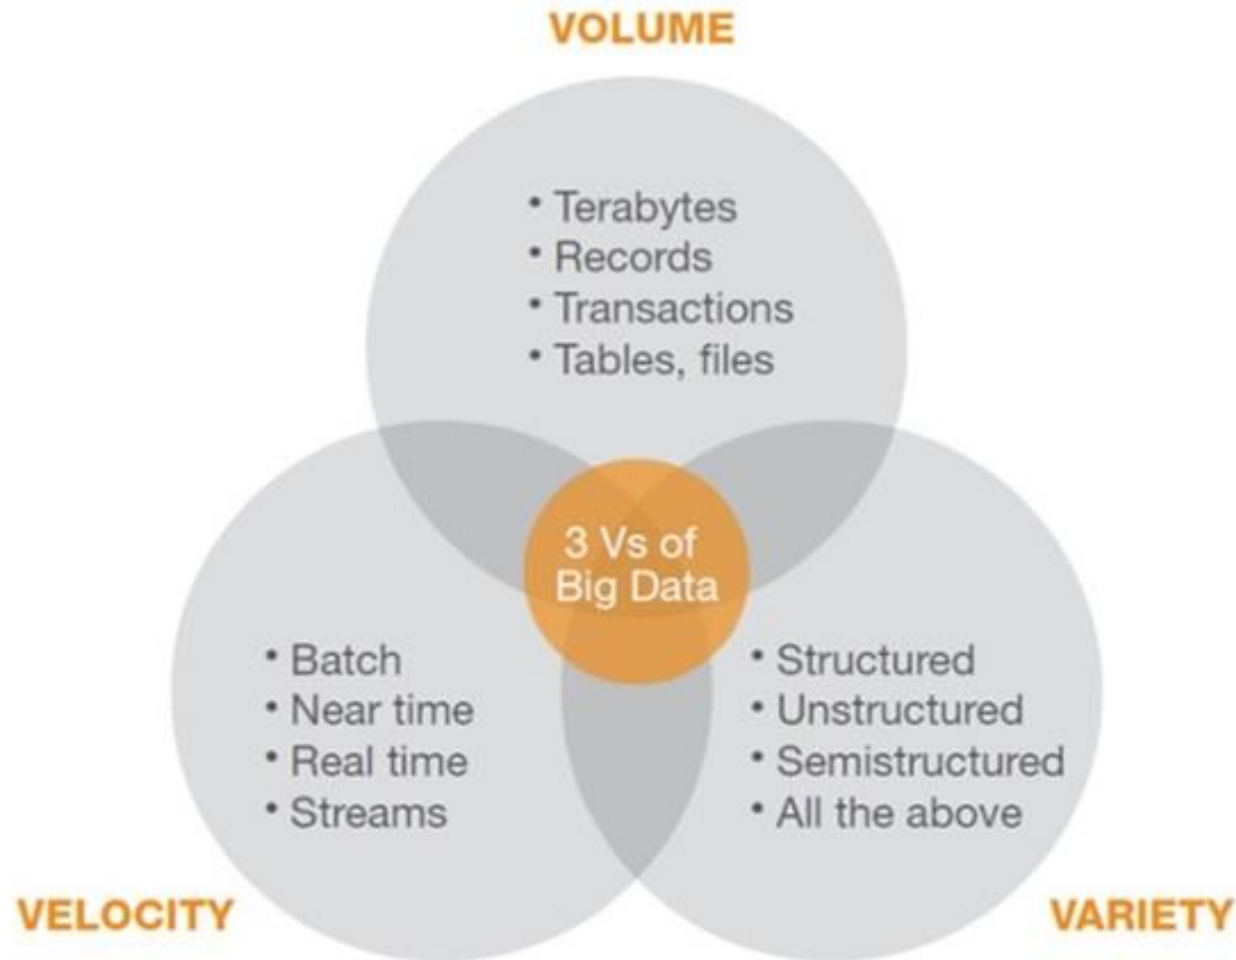 VOLUME
• Terabytes
• Records
• Transactions
• Tables, files
3 Vs of
Big Data
• Batch
• Near time
• Real time
• Streams
• Structured
• Unstructured
• Semistructured
• All the above
VELOCITY
VARIETY